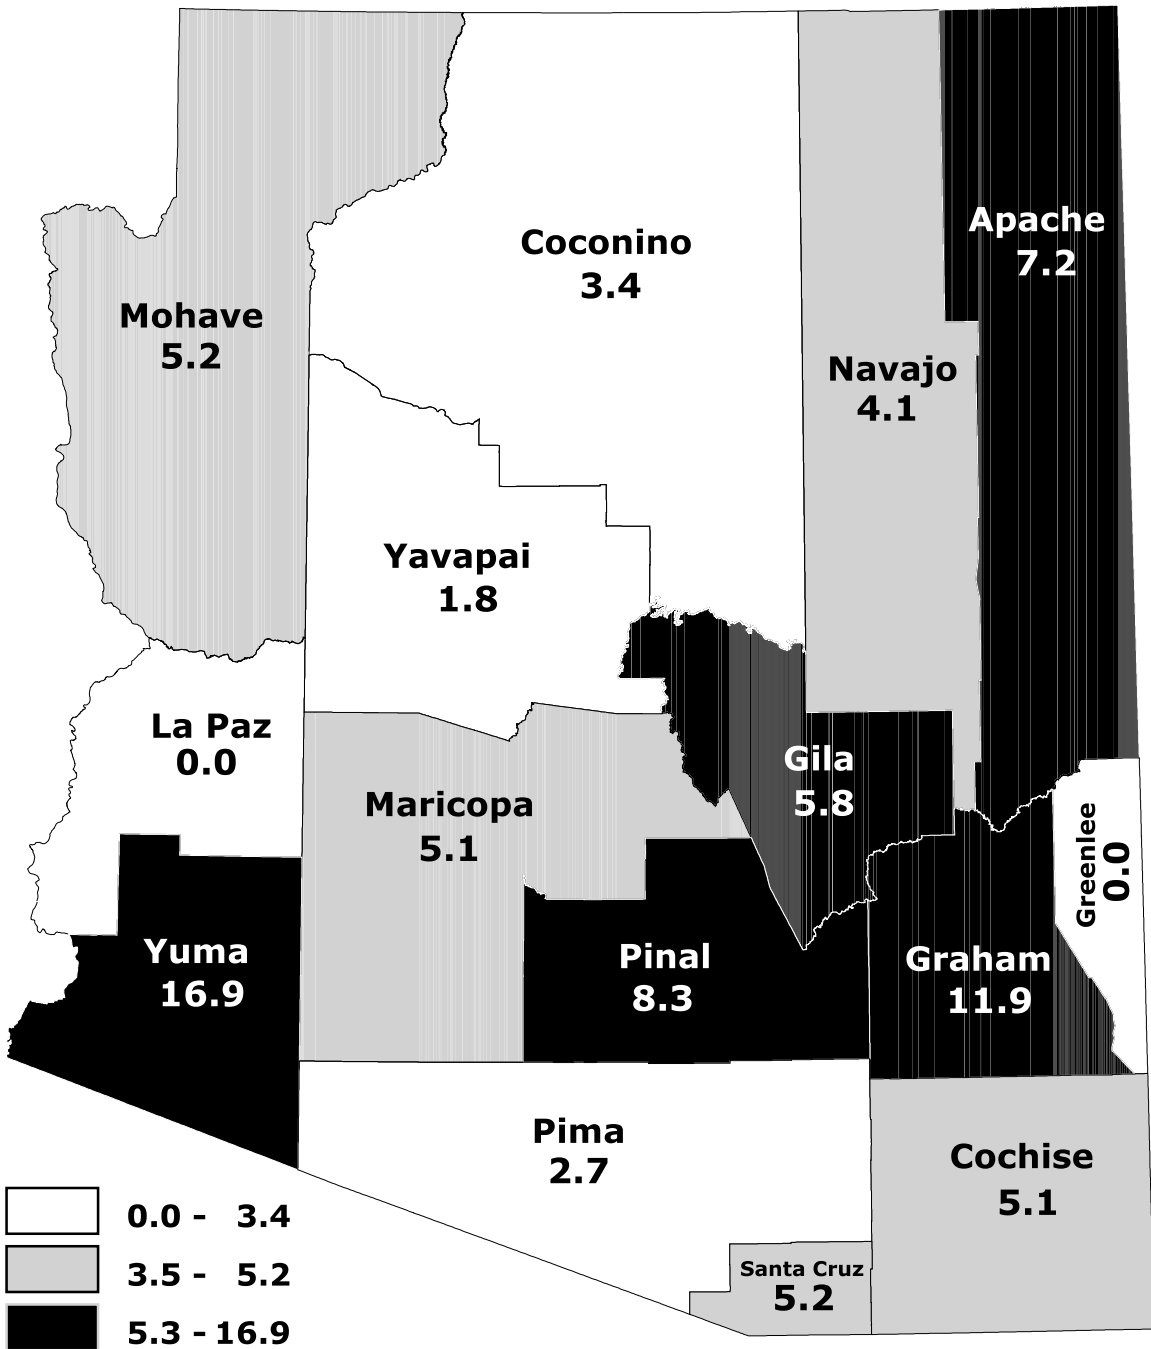 Apache
7.2
Coconino
3.4
Mohave
5.2
Navajo
4.1
Yavapai
1.8
La Paz
0.0
Gila
5.8
Maricopa
5.1
Greenlee
0.0
Yuma
16.9
Pinal
8.3
Graham
11.9
Pima
2.7
Cochise
5.1
Santa Cruz
5.2
0.0 - 3.4
3.5 - 5.2
5.3 - 16.9